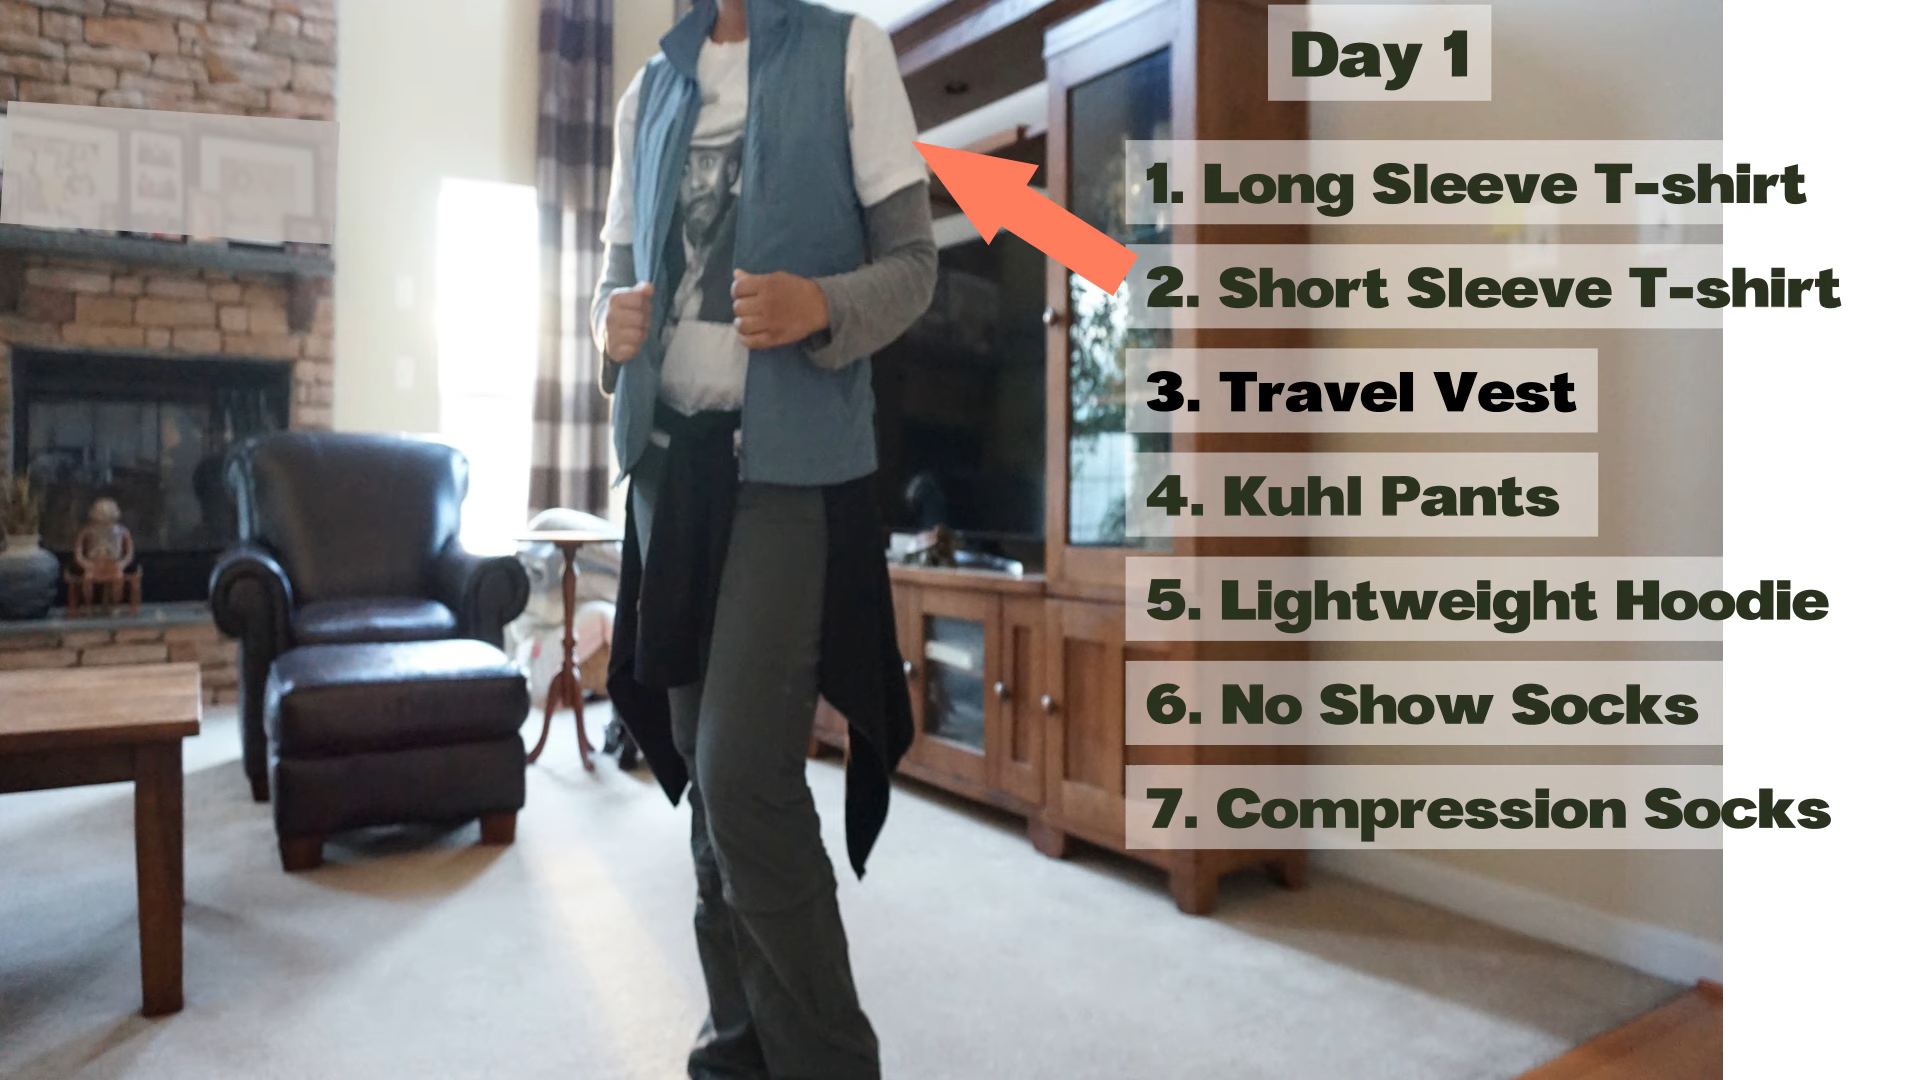 Day 1
1. Long Sleeve T-shirt
2. Short Sleeve T-shirt
3. Travel Vest
4. Kuhl Pants
5. Lightweight Hoodie
6. No Show Socks
7. Compression Socks